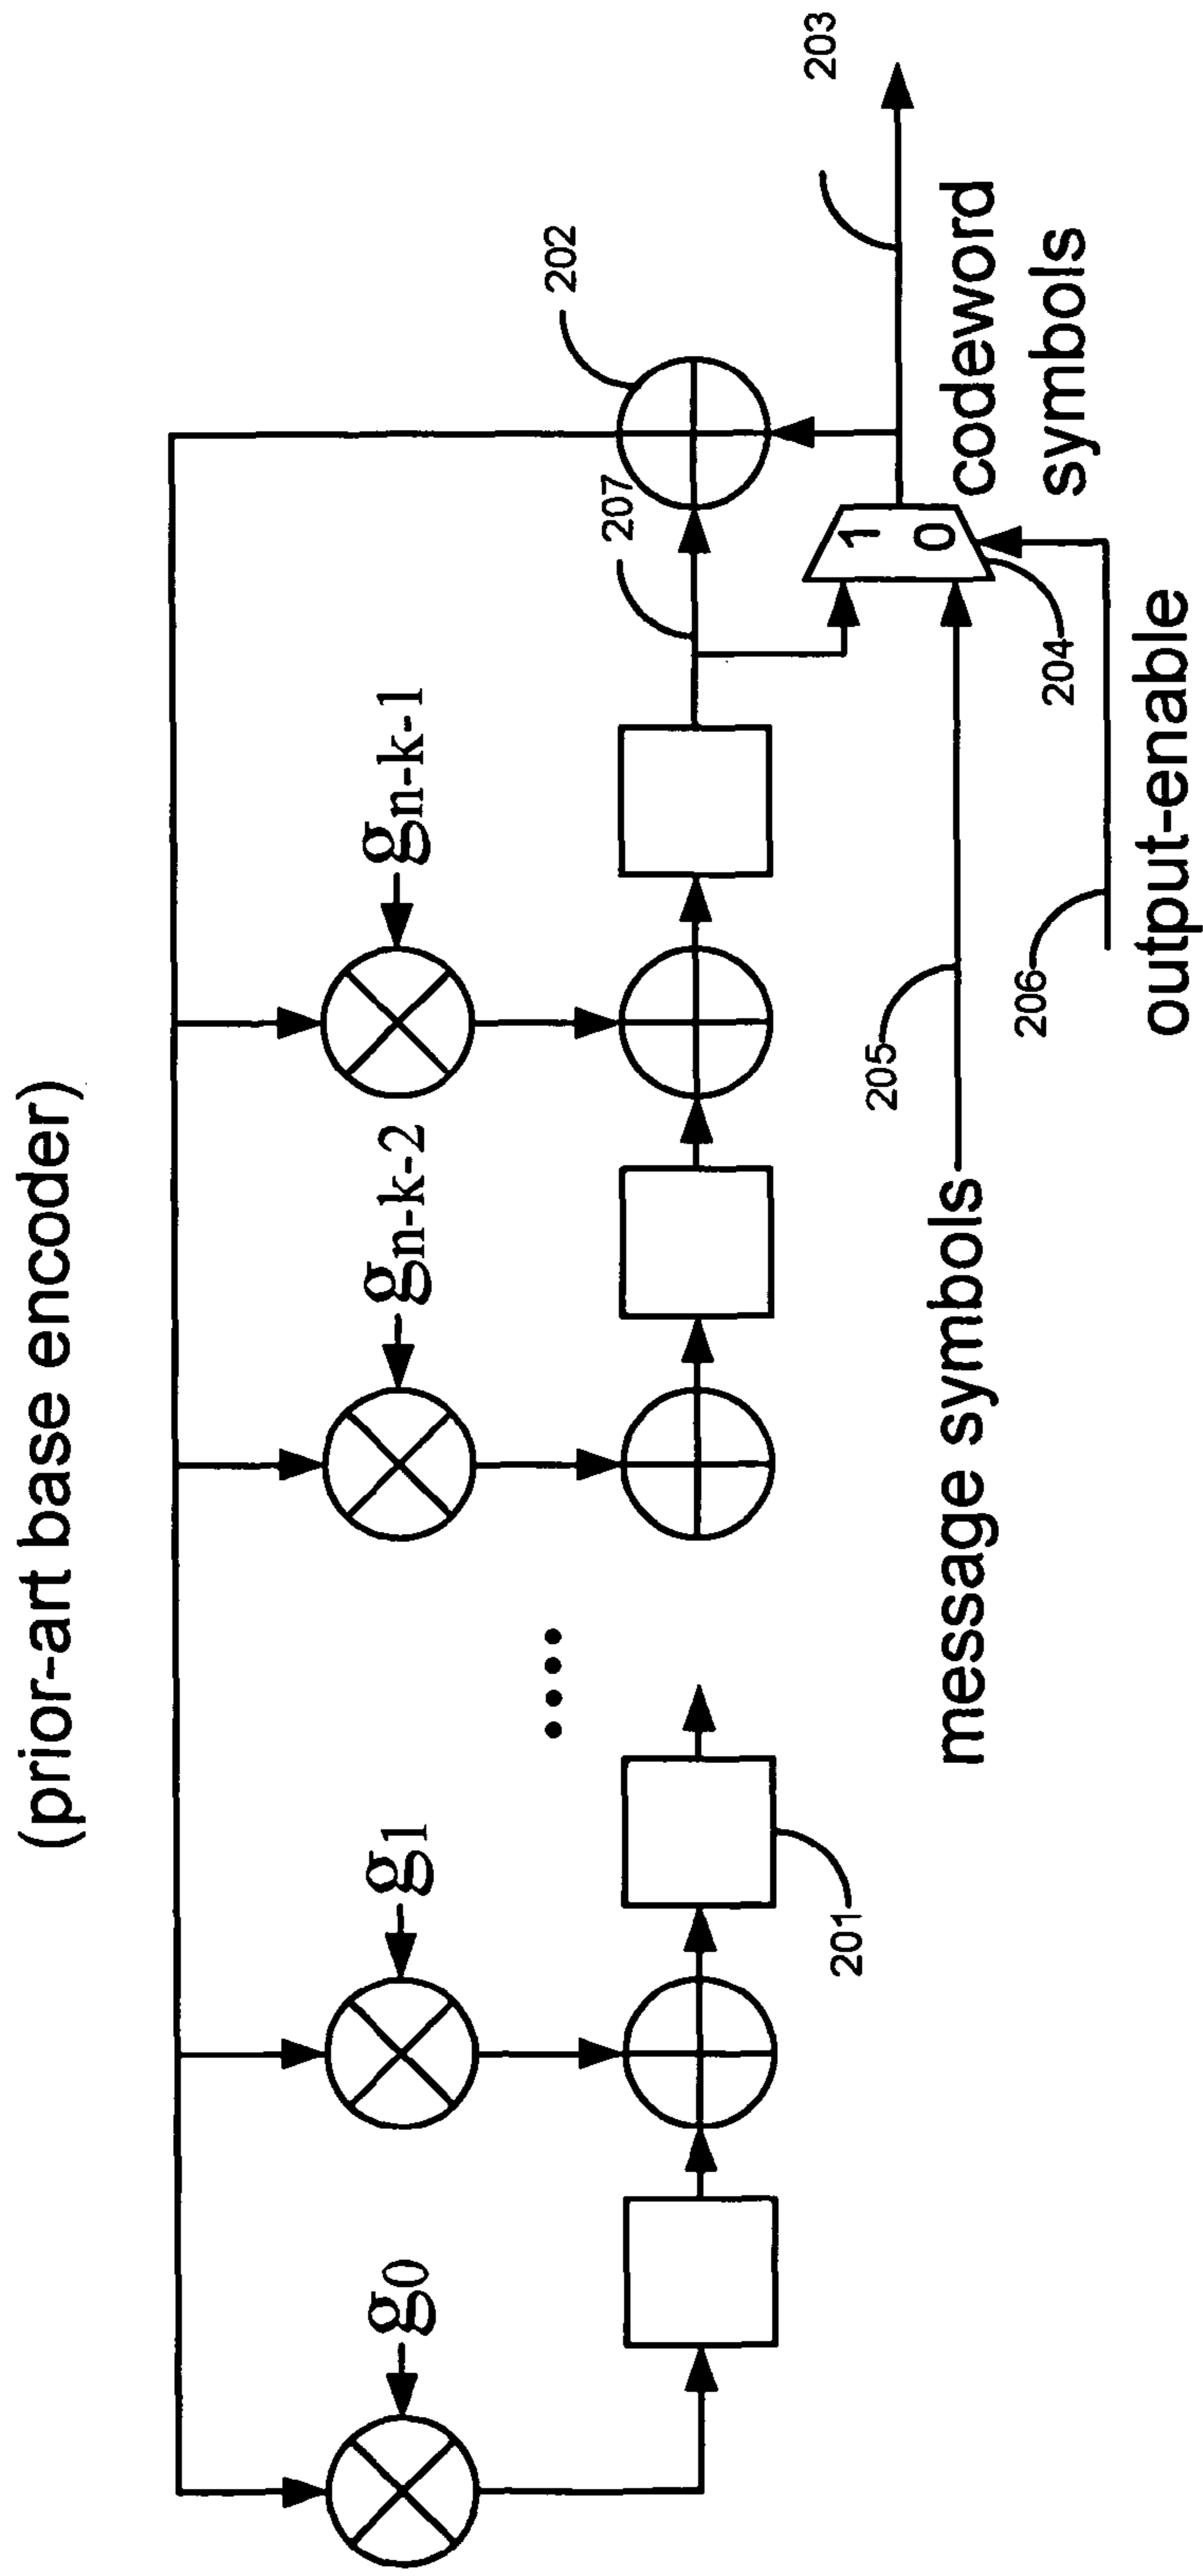 (prior-art base encoder)
g0
g1
gn-k-2
gn-k-1
201
202
207
203
1
0
204
205
206
message symbols
codeword
symbols
output-enable